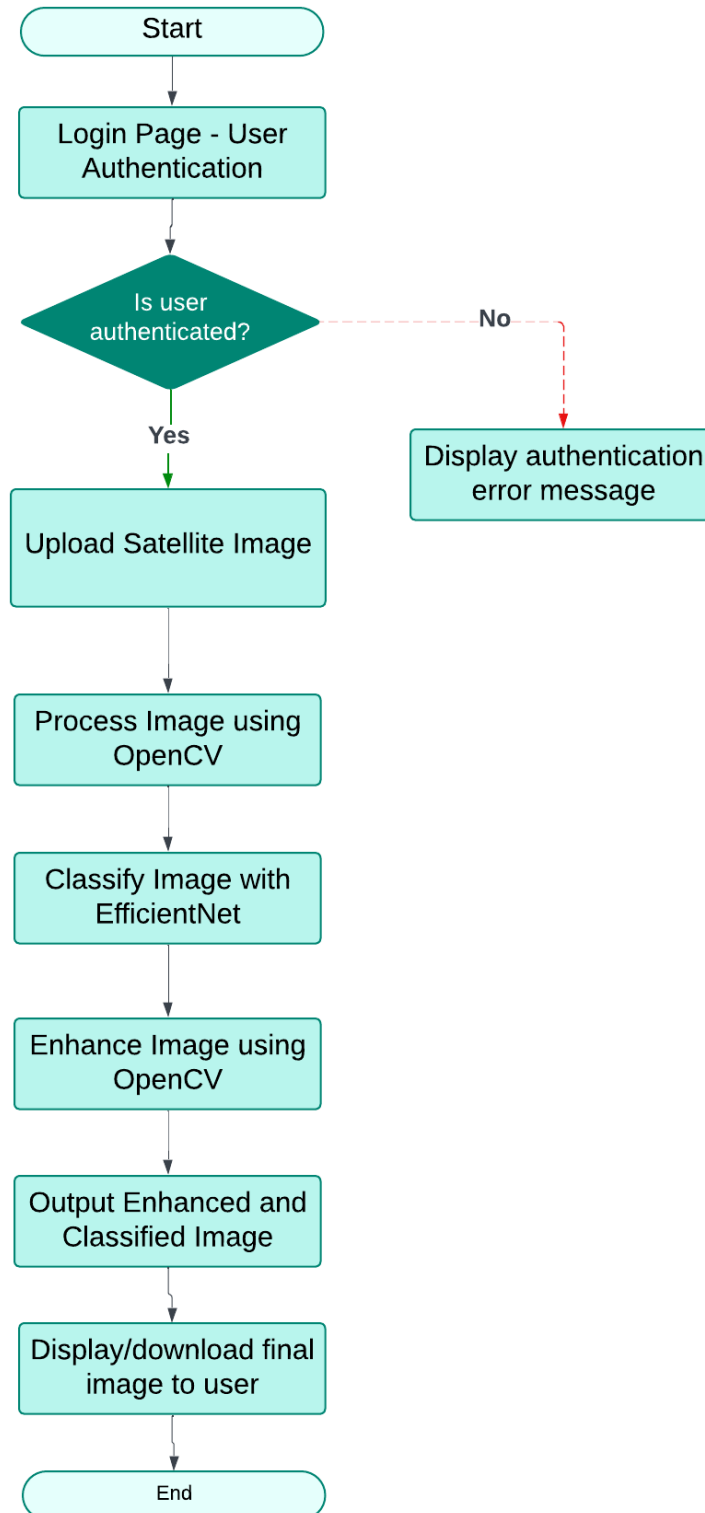 Start
Login Page - User
Authentication
Is user
authenticated?
No
Yes
Display authentication
error message
Upload Satellite Image
Process Image using
OpenCV
Classify Image with
EfficientNet
Enhance Image using
OpenCV
Output Enhanced and
Classified Image
Display/download final
image to user
End